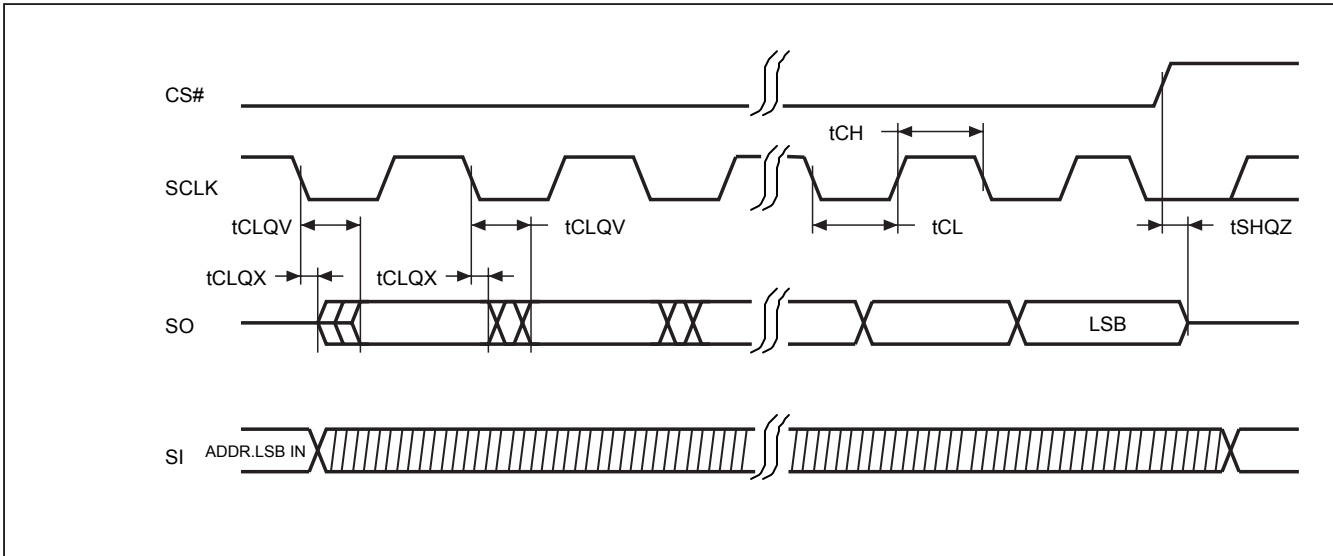 CS#
tCH
SCLK
tCLQV
tCLQV
tCL
tSHQZ
tCLQX
tCLQX
SO
LSB
SI
ADDR.LSB IN